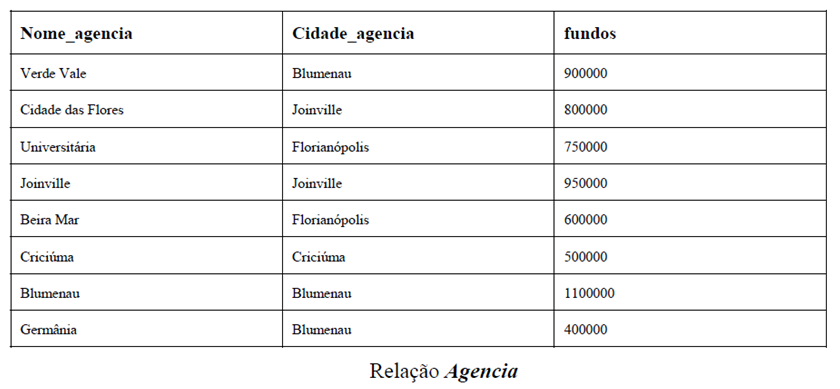 Nome_agencia Cidade_agencia fundos
Verde Vale Blumenau 900000
Cidade das Flores Joinville 800000
Universitária Florianópolis 750000
Joinville Joinville 950000
Beira Mar Florianópolis 600000
Criciúma Criciúma 500000
Blumenau Blumenau 1100000
Germânia Blumenau 400000
Relação Agencia